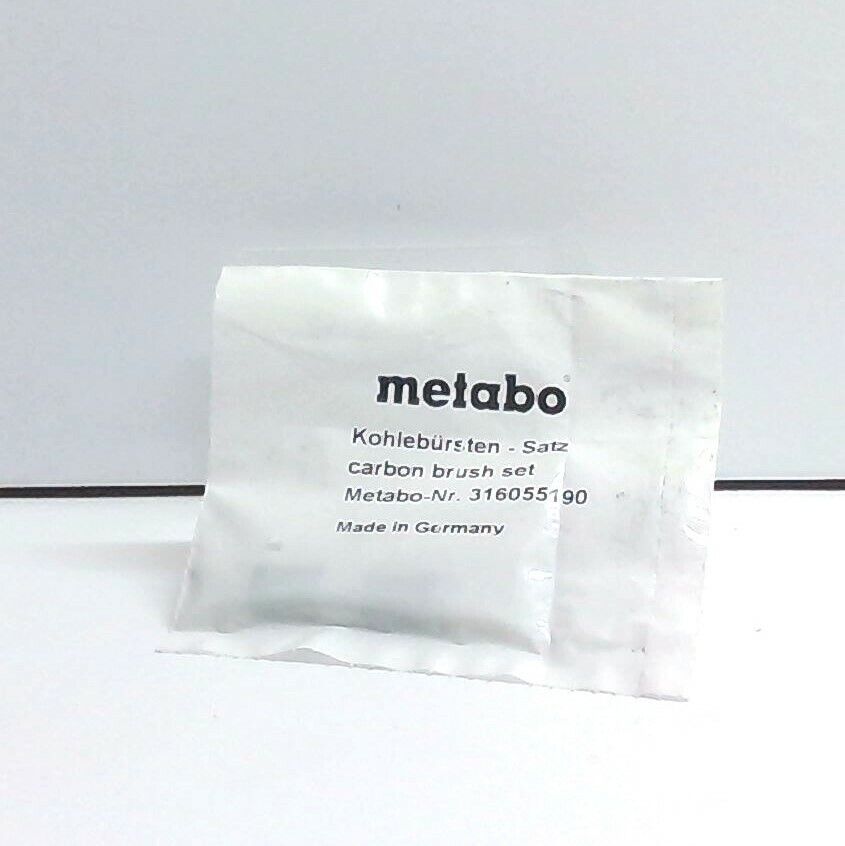 metabo®
Kohlebürsten - Satz
carbon brush set
Metabo-Nr. 316055190
Made in Germany